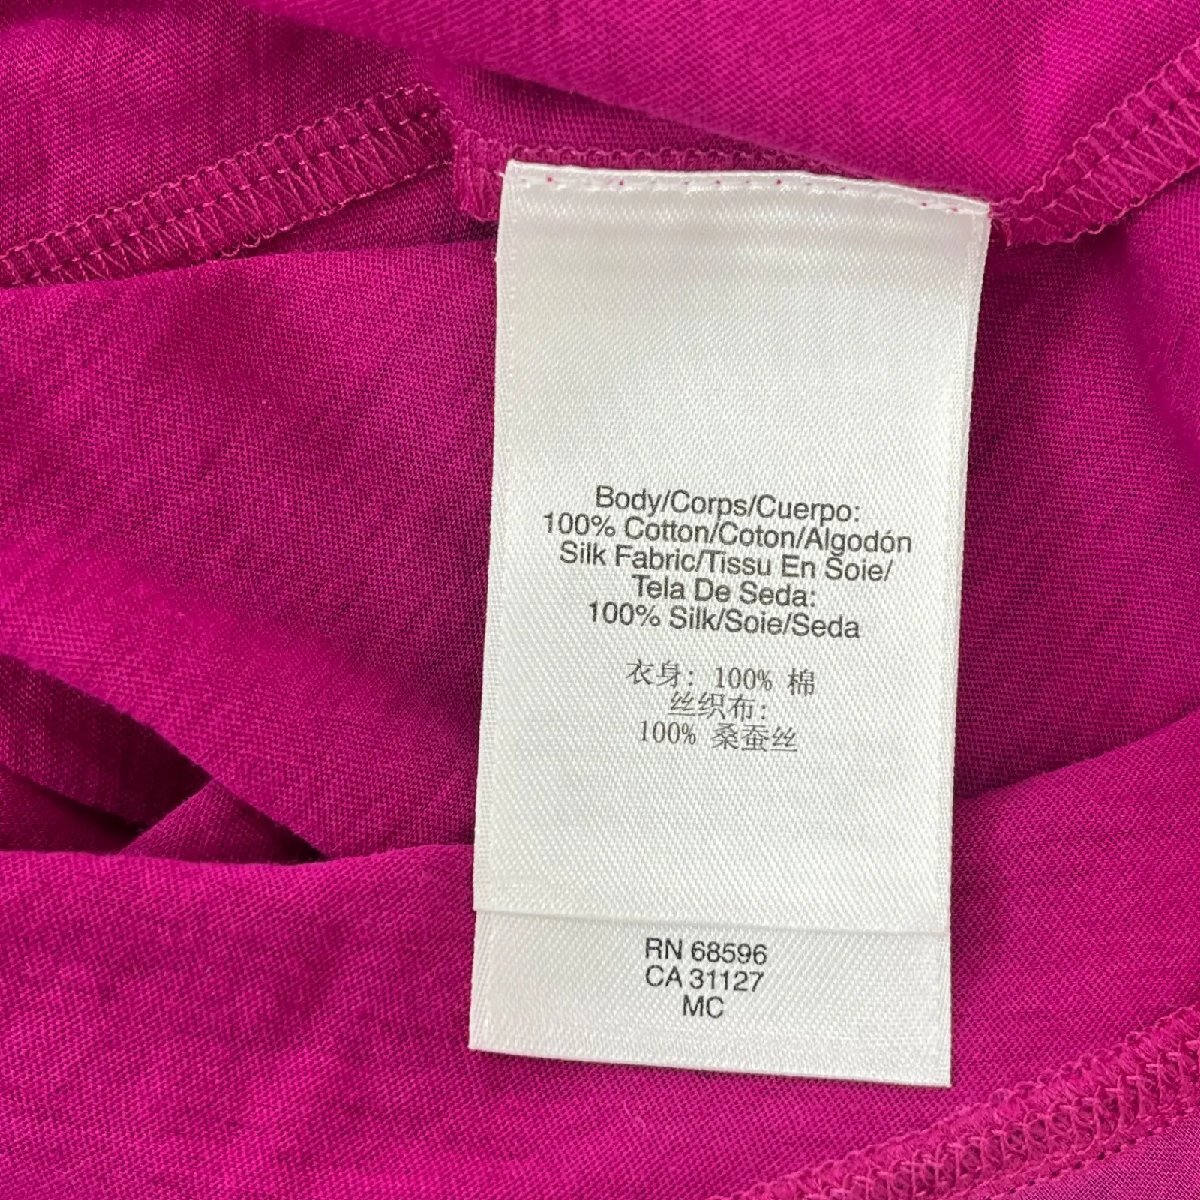 Body/Corps/Cuerpo:
100% Cotton/Coton/Algodón
Silk Fabric/Tissu En Soie/
Tela De Seda:
100% Silk/Soie/Seda
衣身: 100% 棉
丝织布:
100% 桑蚕丝
RN 68596
CA 31127
MC